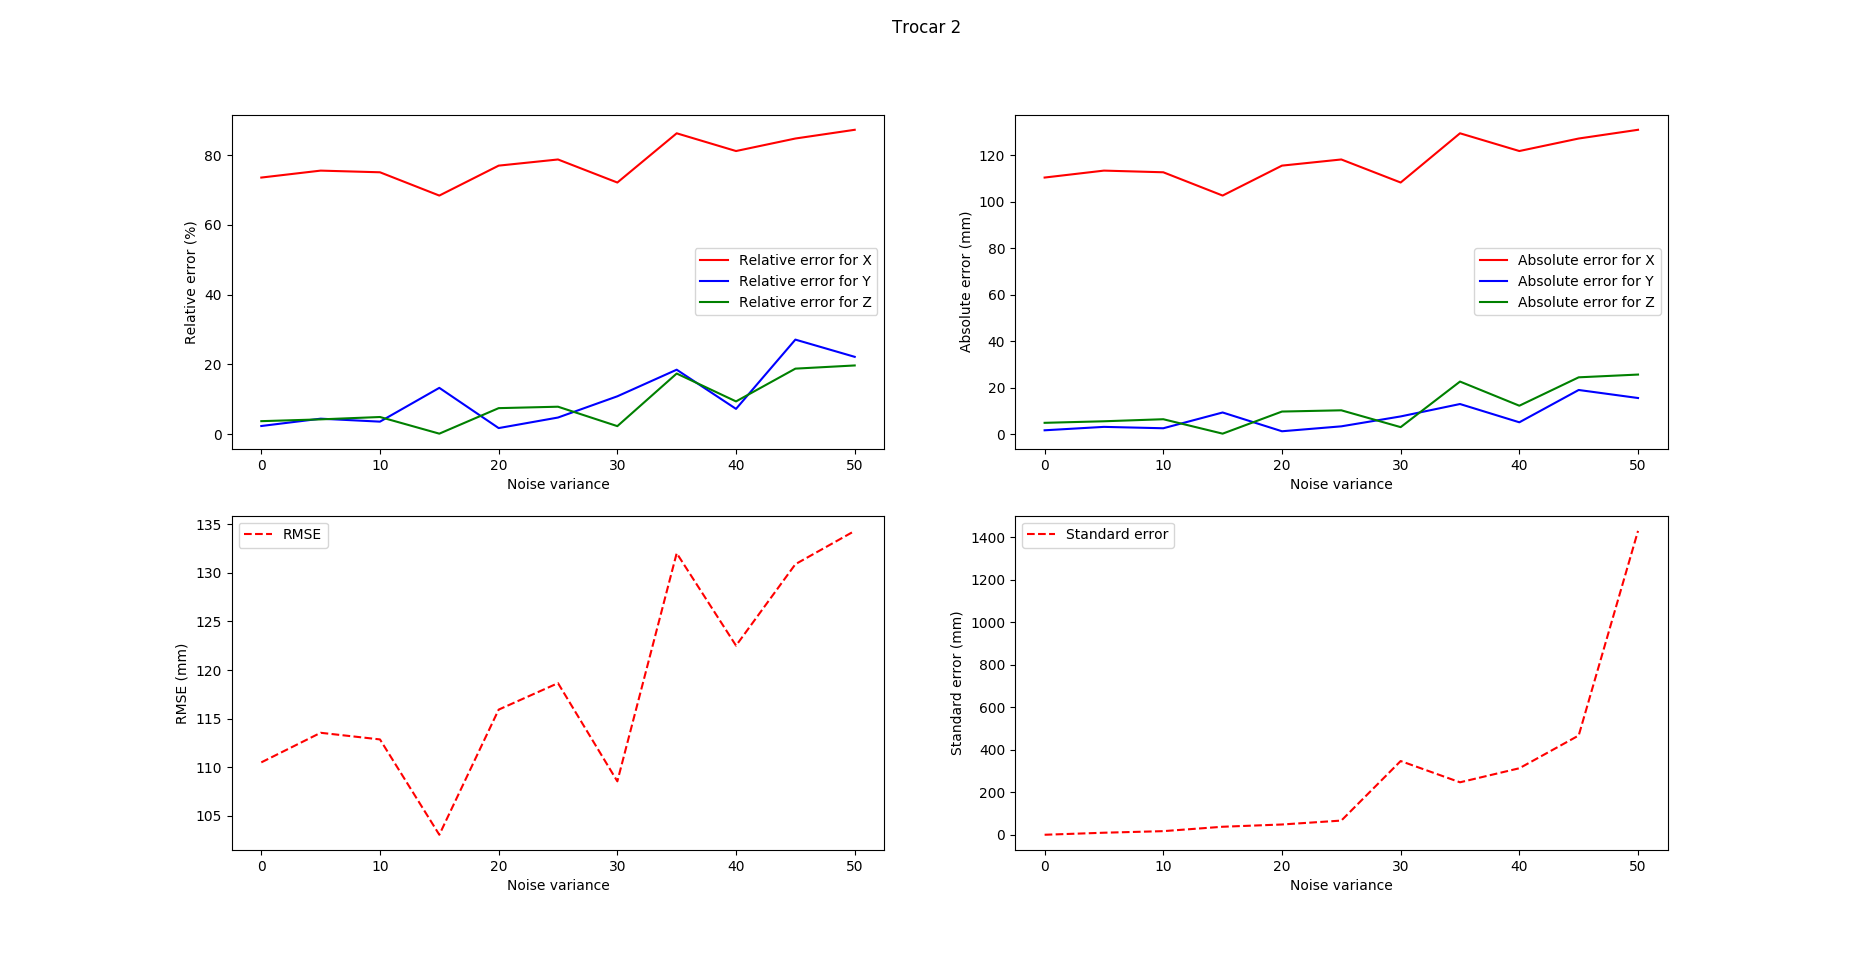 Trocar 2
Relative error (%)
80
60
40
20
0
Relative error for X
Relative error for Y
Relative error for Z
0 10 20 30 40 50
Noise variance
Absolute error (mm)
120
100
80
60
40
20
0
Absolute error for X
Absolute error for Y
Absolute error for Z
0 10 20 30 40 50
Noise variance
RMSE (mm)
135
130
125
120
115
110
105
RMSE
0 10 20 30 40 50
Noise variance
Standard error (mm)
1400
1200
1000
800
600
400
200
0
Standard error
0 10 20 30 40 50
Noise variance